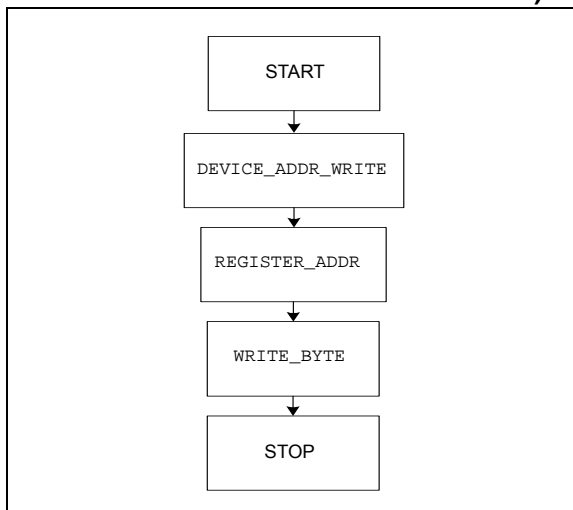 START
DEVICE_ADDR_WRITE
REGISTER_ADDR
WRITE_BYTE
STOP